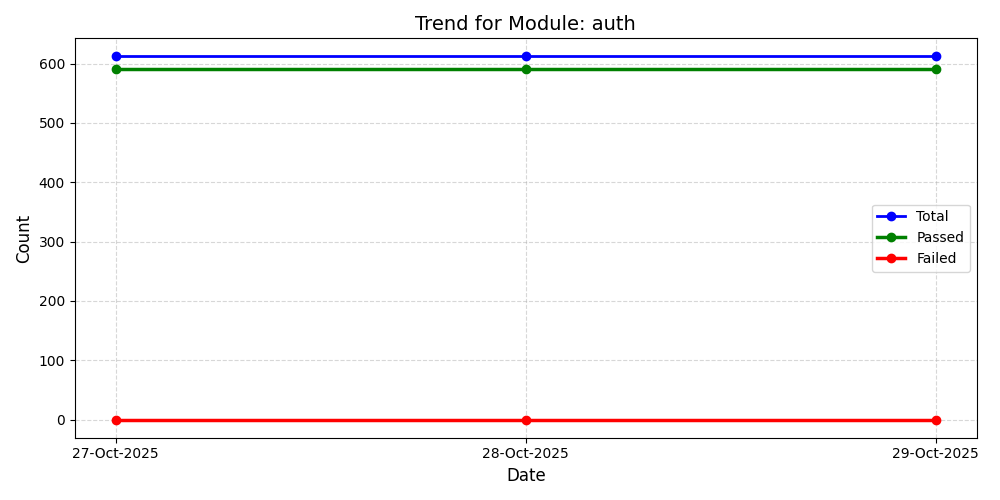 Trend for Module: auth
Count
600
500
400
300
200
100
0
Total
Passed
Failed
27-Oct-2025
28-Oct-2025
29-Oct-2025
Date